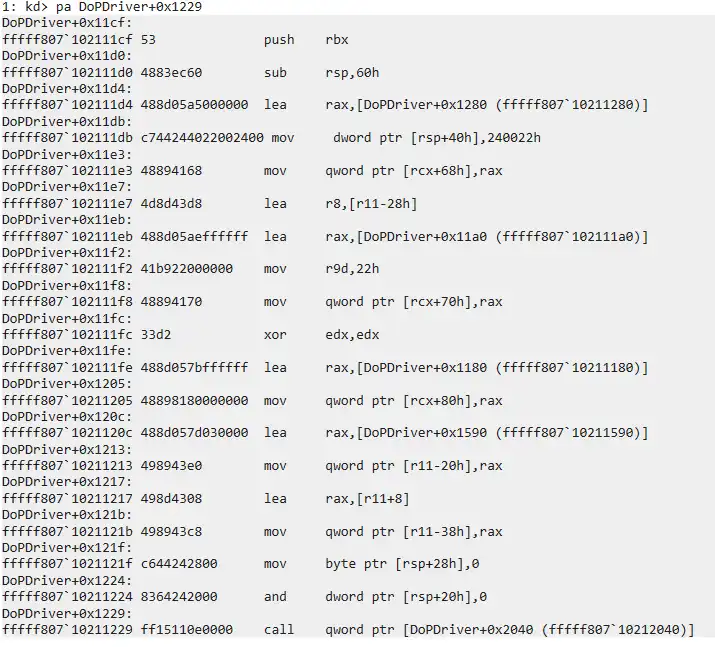 1: kd> pa DoPDriver+0x1229
DoPDriver+0x11cf:
fffff807`102111cf 53              push    rbx
DoPDriver+0x11d0:
fffff807`102111d0 4883ec60        sub     rsp,60h
DoPDriver+0x11d4:
fffff807`102111d4 488d05a5000000  lea     rax,[DoPDriver+0x1280 (fffff807`10211280)]
DoPDriver+0x11db:
fffff807`102111db c744244022002400 mov     dword ptr [rsp+40h],240022h
DoPDriver+0x11e3:
fffff807`102111e3 48894168        mov     qword ptr [rcx+68h],rax
DoPDriver+0x11e7:
fffff807`102111e7 4d8d43d8        lea     r8,[r11-28h]
DoPDriver+0x11eb:
fffff807`102111eb 488d05aeffffff  lea     rax,[DoPDriver+0x11a0 (fffff807`102111a0)]
DoPDriver+0x11f2:
fffff807`102111f2 41b922000000    mov     r9d,22h
DoPDriver+0x11f8:
fffff807`102111f8 48894170        mov     qword ptr [rcx+70h],rax
DoPDriver+0x11fc:
fffff807`102111fc 33d2            xor     edx,edx
DoPDriver+0x11fe:
fffff807`102111fe 488d057bffffff  lea     rax,[DoPDriver+0x1180 (fffff807`10211180)]
DoPDriver+0x1205:
fffff807`10211205 48898180000000  mov     qword ptr [rcx+80h],rax
DoPDriver+0x120c:
fffff807`1021120c 488d057d030000  lea     rax,[DoPDriver+0x1590 (fffff807`10211590)]
DoPDriver+0x1213:
fffff807`10211213 498943e0        mov     qword ptr [r11-20h],rax
DoPDriver+0x1217:
fffff807`10211217 498d4308        lea     rax,[r11+8]
DoPDriver+0x121b:
fffff807`1021121b 498943c8        mov     qword ptr [r11-38h],rax
DoPDriver+0x121f:
fffff807`1021121f c644242800      mov     byte ptr [rsp+28h],0
DoPDriver+0x1224:
fffff807`10211224 8364242000      and     dword ptr [rsp+20h],0
DoPDriver+0x1229:
fffff807`10211229 ff15110e0000    call    qword ptr [DoPDriver+0x2040 (fffff807`10212040)]